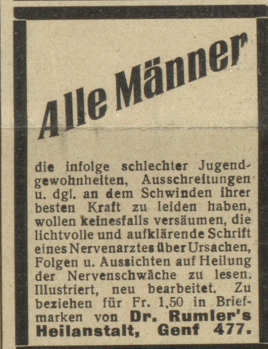 Alle Männer
die infolge schlechter Jugend-
gewohnheiten, Ausschreitungen
u. dgl. an dem Schwinden ihrer
besten Kraft zu leiden haben,
wollen keinesfalls versäumen, die
lichtvolle und aufklärende Schrift
eines Nervenarztes über Ursachen,
Folgen u. Aussichten auf Heilung
der Nervenschwäche zu lesen.
Illustriert, neu bearbeitet. Zu
beziehen für Fr. 1,50 in Brief-
marken von Dr. Rumler's
Heilanstalt, Genf 477.